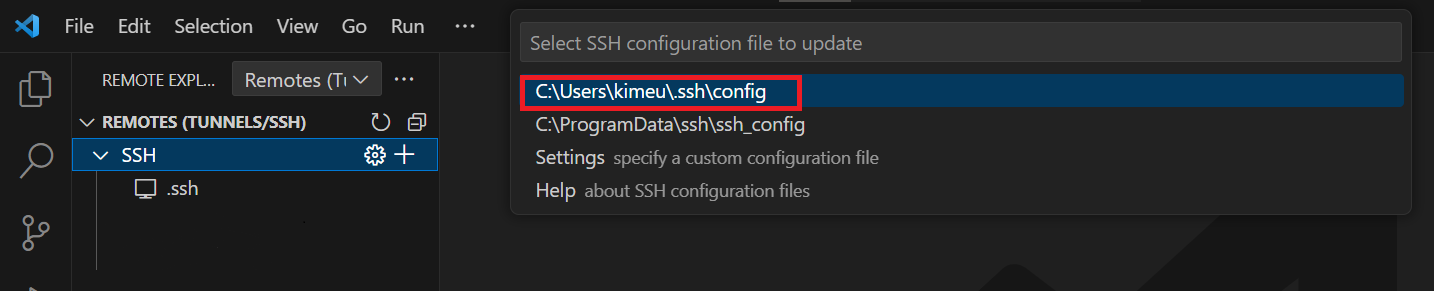 File Edit Selection View Go Run ···
Select SSH configuration file to update
REMOTE EXPL... Remotes (Tu ···
C:\Users\kimeu\.ssh\config
REMOTES (TUNNELS/SSH)
C:\ProgramData\ssh\ssh_config
SSH
Settings specify a custom configuration file
.ssh
Help about SSH configuration files